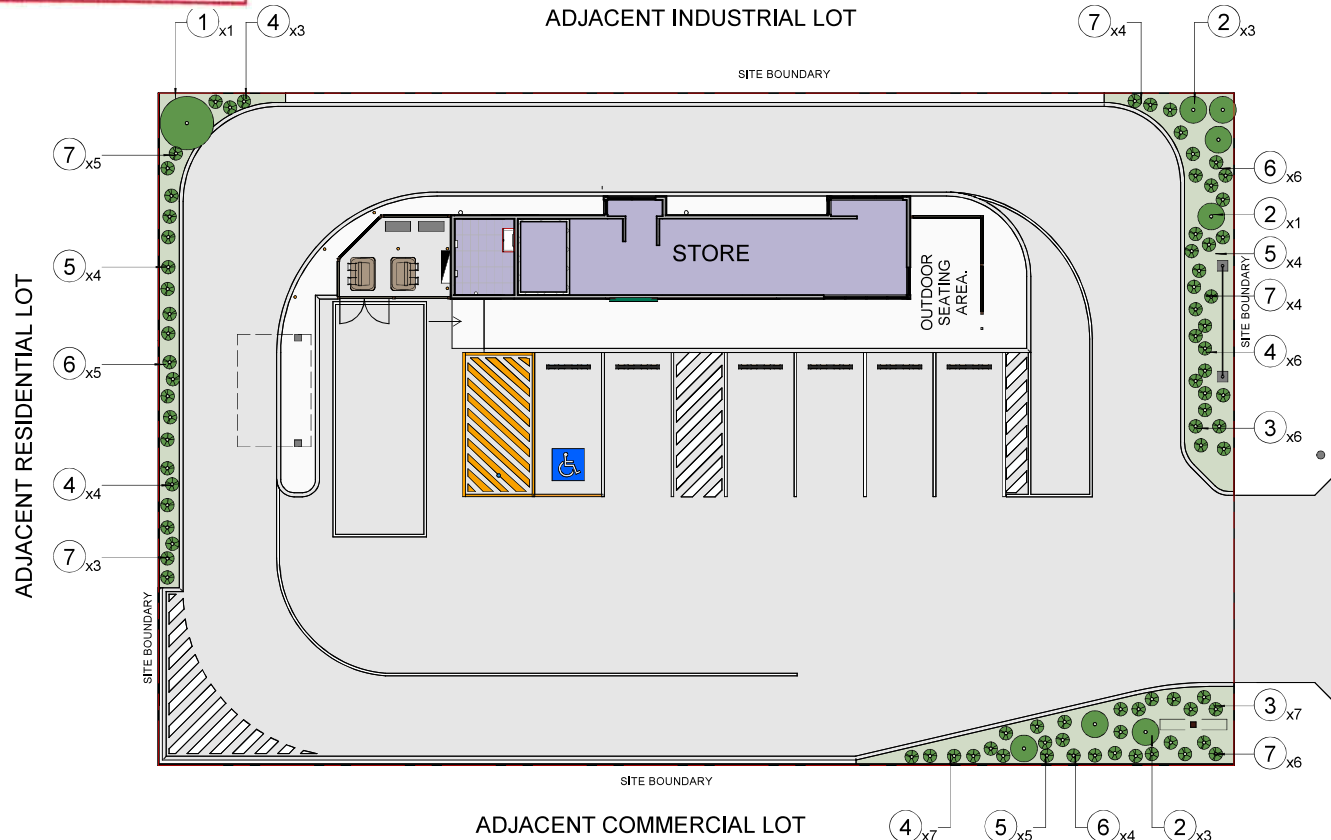 ADJACENT INDUSTRIAL LOT
1 x1
4 x3
7 x4
2 x3
SITE BOUNDARY
7 x5
6 x6
2 x1
STORE
5 x4
5 x4
OUTDOOR
SEATING
AREA.
SITE BOUNDARY
7 x4
ADJACENT RESIDENTIAL LOT
6 x5
4 x6
3 x6
4 x4
7 x3
SITE BOUNDARY
3 x7
7 x6
SITE BOUNDARY
ADJACENT COMMERCIAL LOT
4 x7
5 x5
6 x4
2 x3